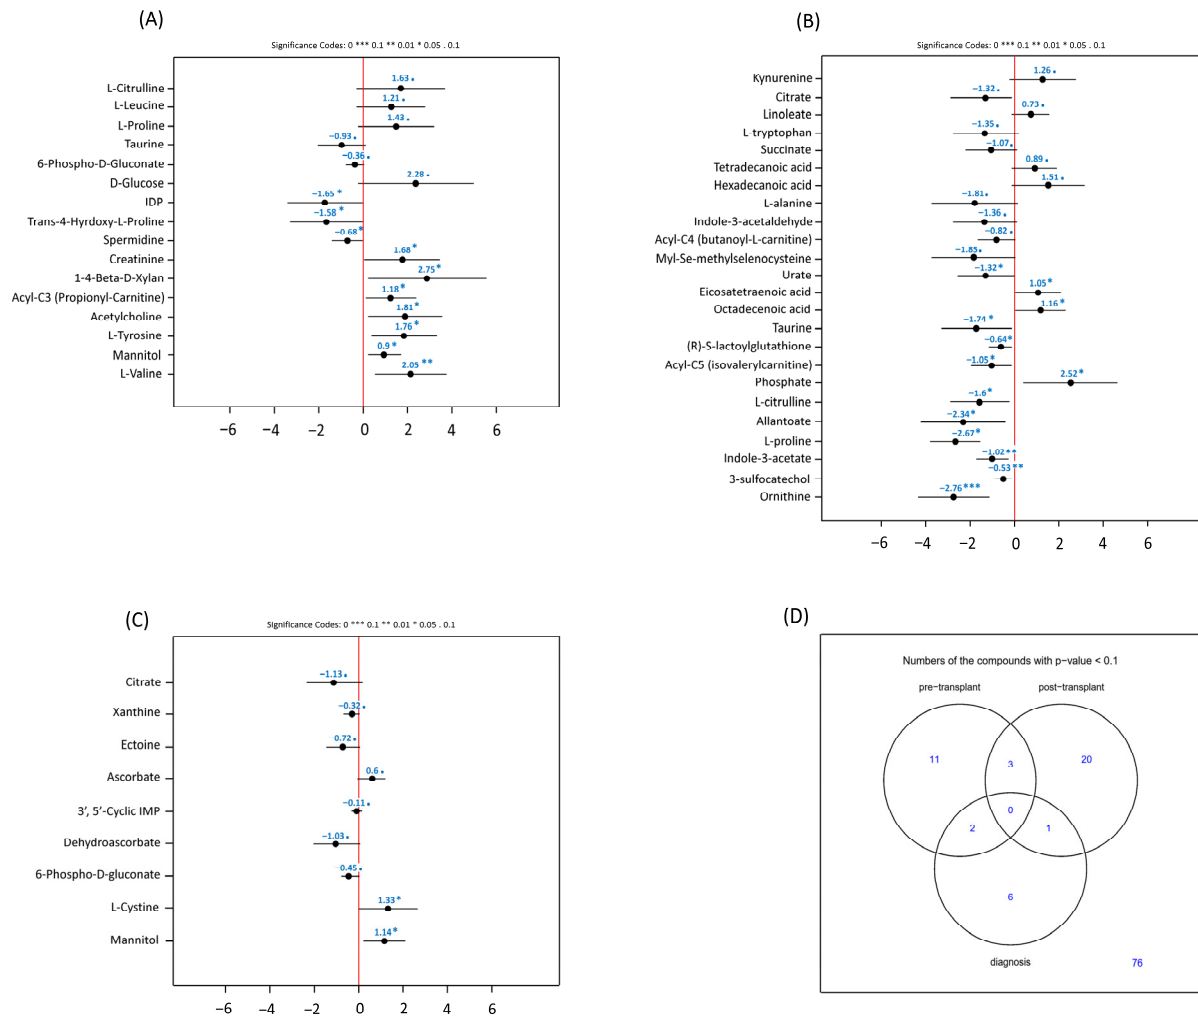 (A)
Significance Codes: 0 *** 0.1 ** 0.01 * 0.05 . 0.1
L-Citrulline 1.63.
L-Leucine 1.21.
L-Proline 1.43.
Taurine −0.93.
6-Phospho-D-Gluconate −0.36.
D-Glucose 2.28.
IDP −1.65 *
Trans-4-Hyrdoxy-L-Proline −1.58 *
Spermidine −0.68*
Creatinine 1.68*
1-4-Beta-D-Xylan 2.75*
Acyl-C3 (Propionyl-Carnitine) 1.18*
Acetylcholine 1.81*
L-Tyrosine 1.76*
Mannitol 0.9*
L-Valine 2.05**
−6 −4 −2 0 2 4 6
(B)
Significance Codes: 0 *** 0.1 ** 0.01 * 0.05 . 0.1
Kynurenine 1.26.
Citrate −1.32.
Linoleate 0.73.
L-tryptophan −1.35.
Succinate −1.07.
Tetradecanoic acid 0.89.
Hexadecanoic acid 1.51.
L-alanine −1.81.
Indole-3-acetaldehyde −1.36.
Acyl-C4 (butanoyl-L-carnitine) −0.82.
Myl-Se-methylselenocysteine −1.85.
Urate −1.32*
Eicosatetraenoic acid 1.05*
Octadecenoic acid 1.16*
Taurine −1.74*
(R)-S-lactoylglutathione −0.64*
Acyl-C5 (isovalerylcarnitine) −1.05*
Phosphate 2.52*
L-citrulline −1.6*
Allantoate −2.34*
L-proline −2.67*
Indole-3-acetate −1.02**
3-sulfocatechol −0.53**
Ornithine −2.76***
−6 −4 −2 0 2 4 6
(C)
Significance Codes: 0 *** 0.1 ** 0.01 * 0.05 . 0.1
Citrate −1.13.
Xanthine −0.32.
Ectoine 0.72.
Ascorbate 0.6.
3’, 5’-Cyclic IMP −0.11.
Dehydroascorbate −1.03.
6-Phospho-D-gluconate 0.45.
L-Cystine 1.33*
Mannitol 1.14*
−6 −4 −2 0 2 4 6
(D)
Numbers of the compounds with p−value < 0.1
pre−transplant post−transplant
11 3 20
0
2 1
6
diagnosis 76